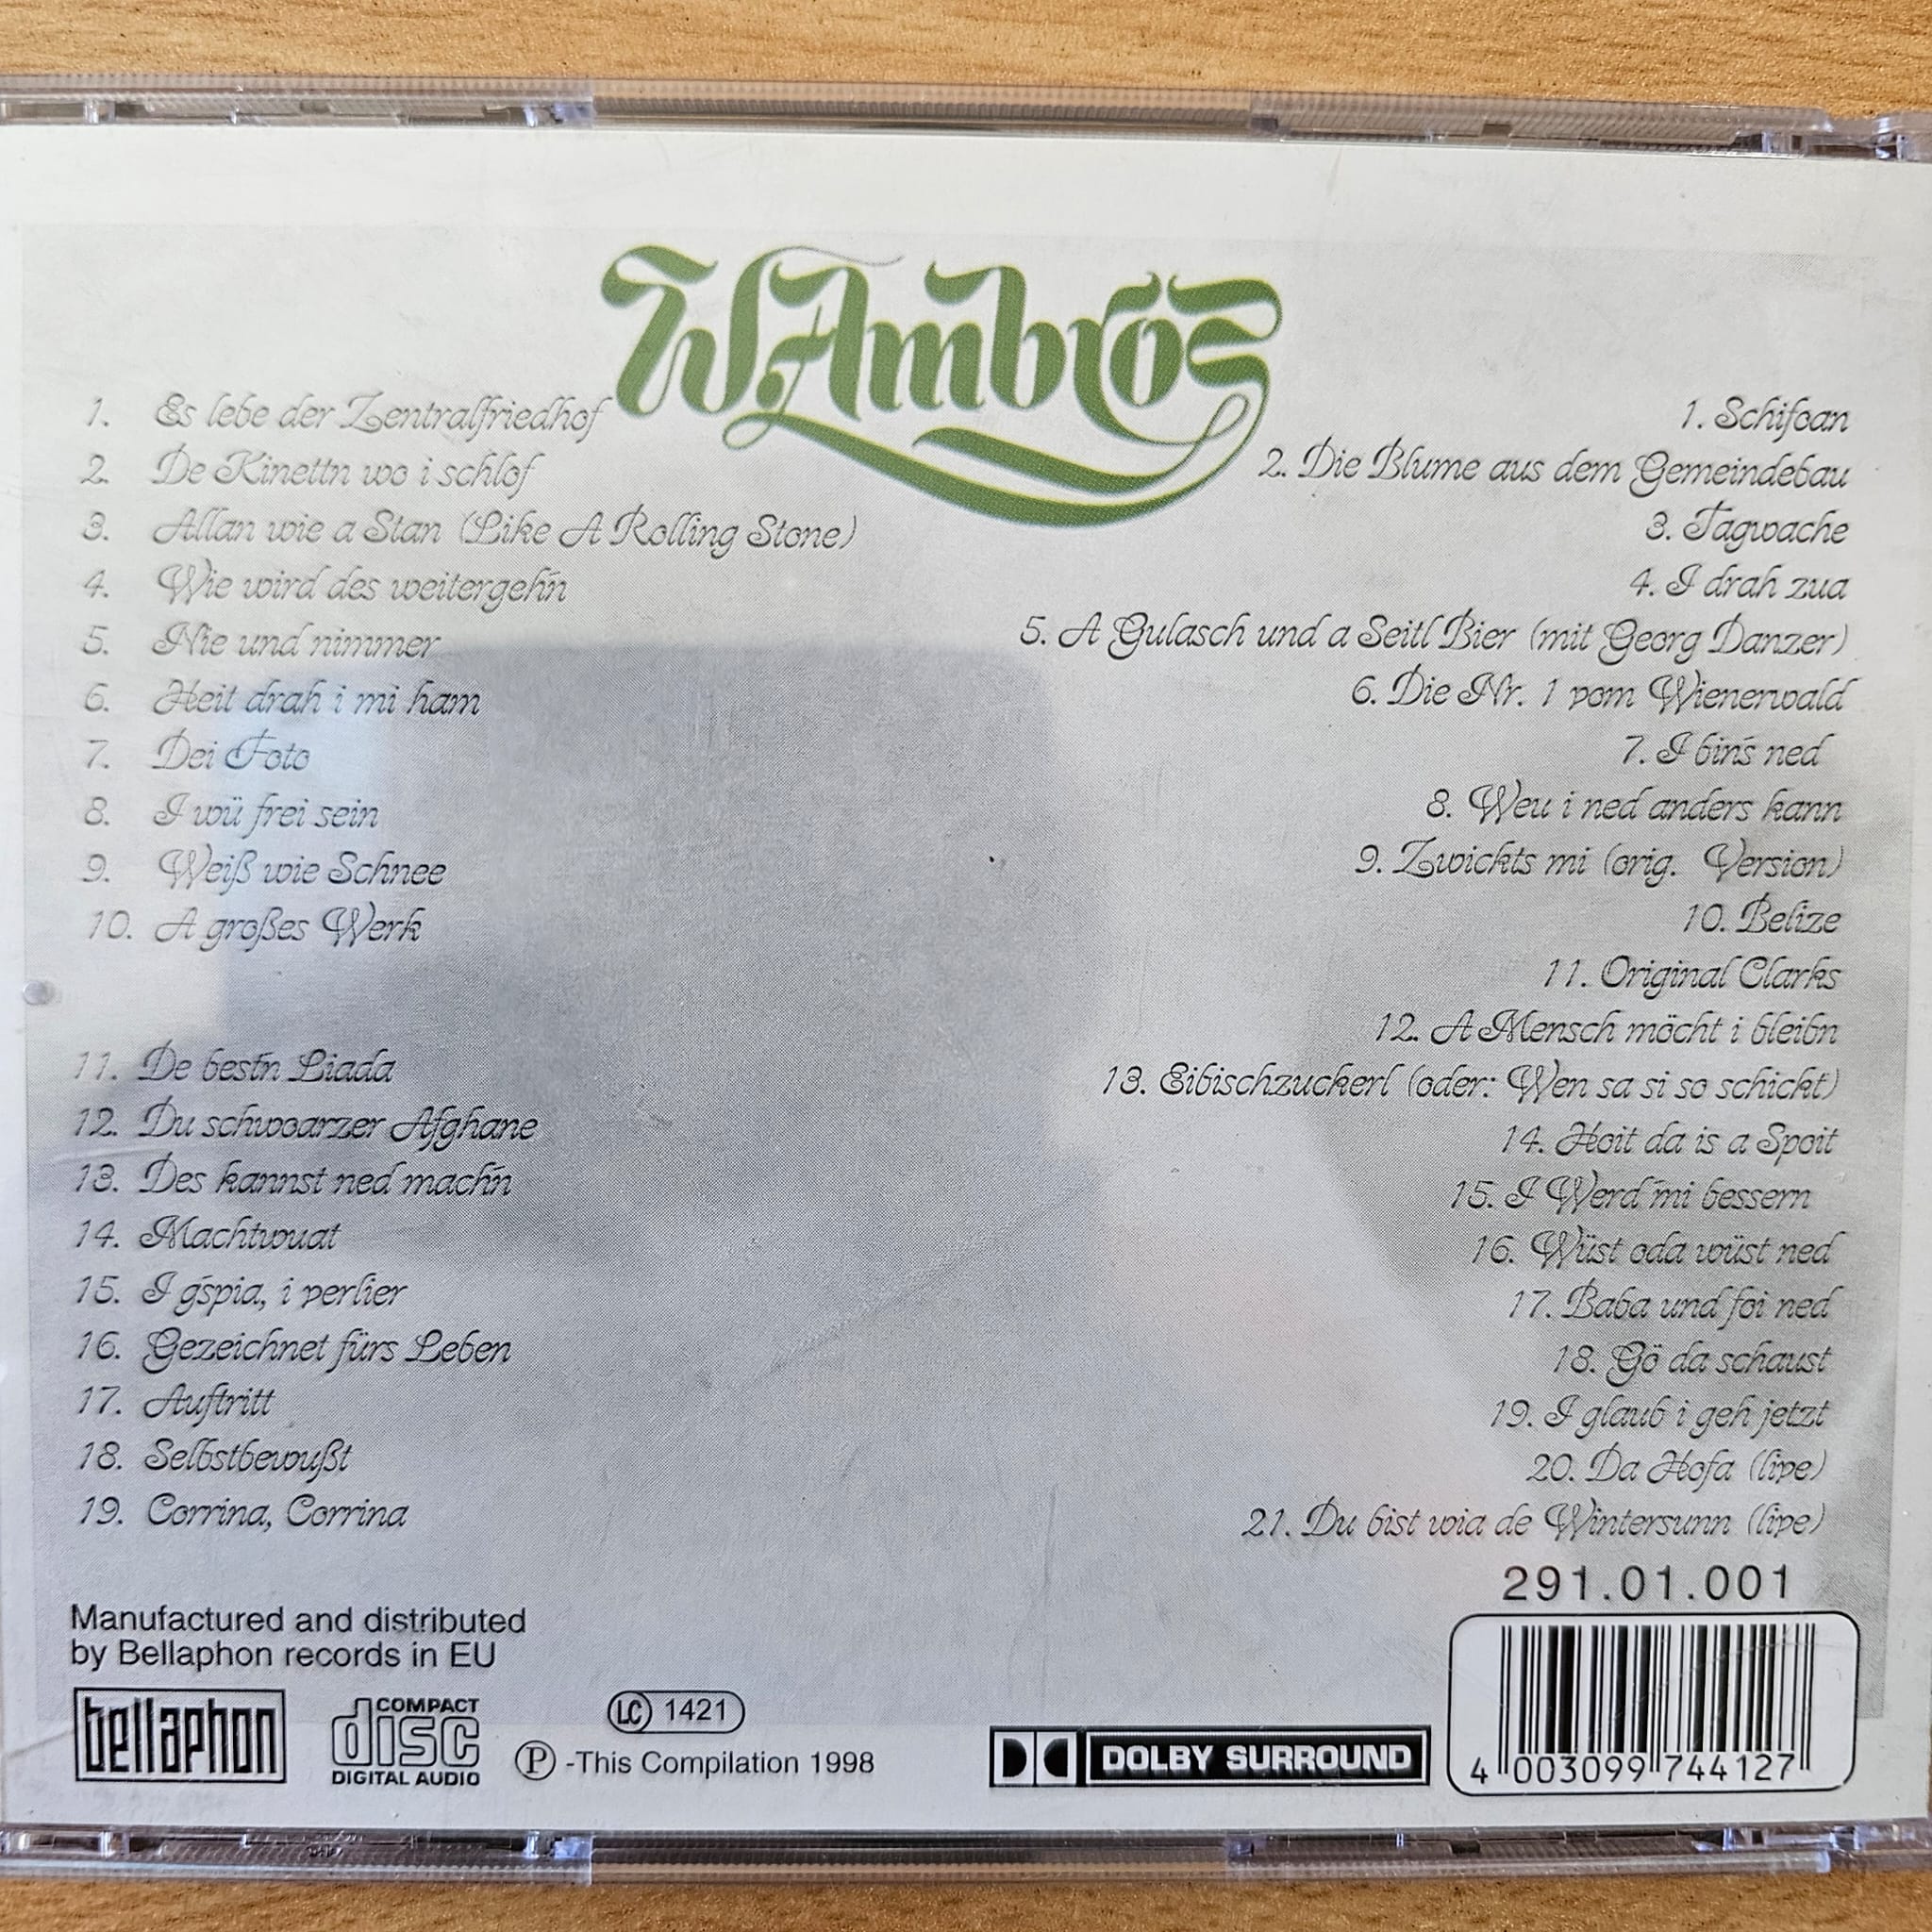 W. Ambros
1. Es lebe der Zentralfriedhof
2. De Kinettn wo i schlof
3. Allan wie a Stan (Like A Rolling Stone)
4. Wie wird des weitergeh´n
5. Nie und nimmer
6. Heit drah i mi ham
7. Dei Foto
8. I wü frei sein
9. Weiß wie Schnee
10. A großes Werk
11. De best´n Liada
12. Du schwoarzer Afghane
13. Des kannst ned mach´n
14. Machtwuat
15. I g´spia, i verlier
16. Gezeichnet fürs Leben
17. Auftritt
18. Selbstbewußt
19. Corrina, Corrina
1. Schifoan
2. Die Blume aus dem Gemeindebau
3. Tagwache
4. I drah zua
5. A Gulasch und a Seitl Bier (mit Georg Danzer)
6. Die Nr. 1 vom Wienerwald
7. I bin´s ned
8. Weu i ned anders kann
9. Zwickts mi (orig. Version)
10. Belize
11. Original Clarks
12. A Mensch möcht i bleibn
13. Eibischzuckerl (oder: Wen sa si so schickt)
14. Hoit da is a Spoit
15. I Werd´mi bessern
16. Wüst oda wüst ned
17. Baba und foi ned
18. Gö da schaust
19. I glaub i geh jetzt
20. Da Hofa (live)
21. Du bist wia de Wintersunn (live)
291.01.001
Manufactured and distributed
by Bellaphon records in EU
bellaphon
COMPACT
disc
DIGITAL AUDIO
LC 1421
Ⓟ -This Compilation 1998
DOLBY SURROUND
4 003099 744127